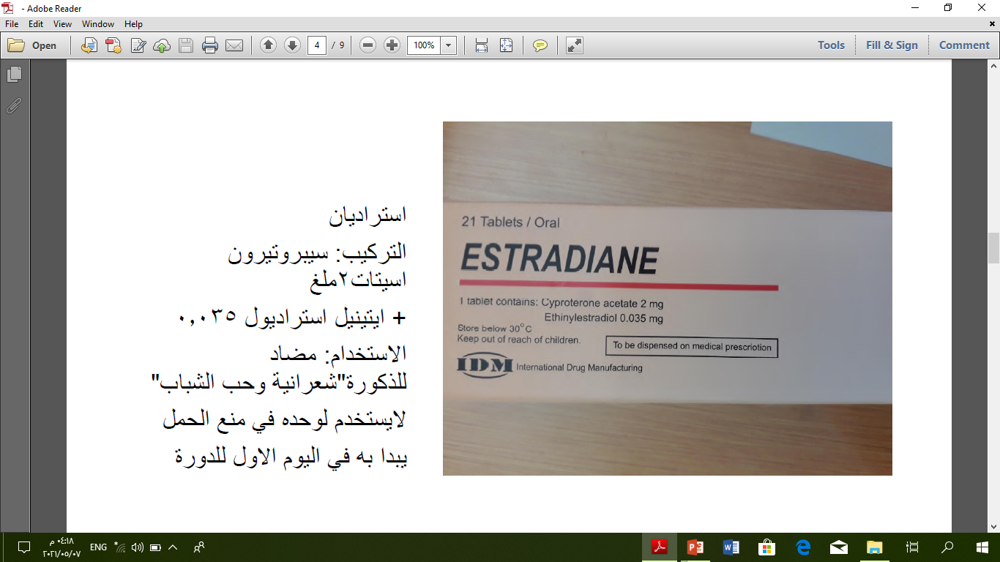 - Adobe Reader
File Edit View Window Help
Open 4 / 9 100% Tools Fill & Sign Comment
استراديان
التركيب: سيبروتيرون
اسيتات٢ملغ
+ ايتينيل استراديول ٠,٠٣٥
الاستخدام: مضاد
للذكورة"شعرانية وحب الشباب"
لايستخدم لوحده في منع الحمل
يبدا به في اليوم الاول للدورة
21 Tablets / Oral
ESTRADIANE
1 tablet contains: Cyproterone acetate 2 mg
Ethinylestradiol 0.035 mg
Store below 30°C
Keep out of reach of children.
To be dispensed on medical prescription
IDM International Drug Manufacturing
٠٤:١٨ م
ENG
٢٠٢١/٠٥/٠٧